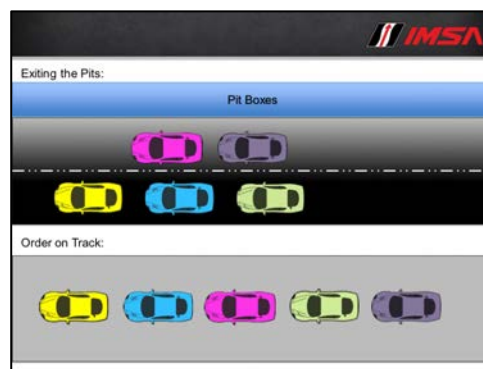 IMSA
Exiting the Pits:
Pit Boxes
Order on Track: